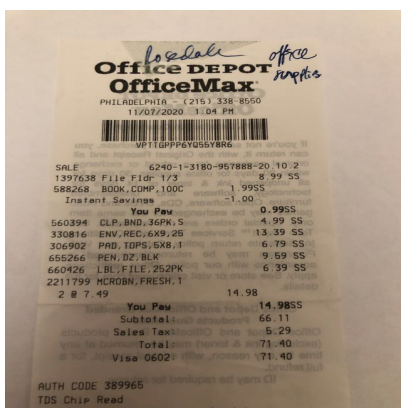 Rosedale office
supplies
Office DEPOT
OfficeMax
PHILADELPHIA - (215) 338-8550
11/07/2020 1:04 PM
VPTTGPPP6YQ55Y8R6
SALE 6240-1-3180-957888-20.10.2
1397638 File Fldr 1/3 8.99SS
588268 BOOK,COMP,100C 1.99SS
Instant Savings -1.00
You Pay 0.99SS
560394 CLP,BND,36PK,S 4.99 SS
330816 ENV,REC,6X9,25 13.39 SS
306902 PAD,TOPS,5X8,1 6.79 SS
655266 PEN,DZ,BLK 9.59 SS
660426 LBL,FILE,252PK 6.39 SS
2211799 MCROBN,FRESH,1
2 @ 7.49 14.98
You Pay 14.98SS
Subtotal: 66.11
Sales Tax: 5.29
Total: 71.40
Visa 0602: 71.40
AUTH CODE 389965
TDS Chip Read